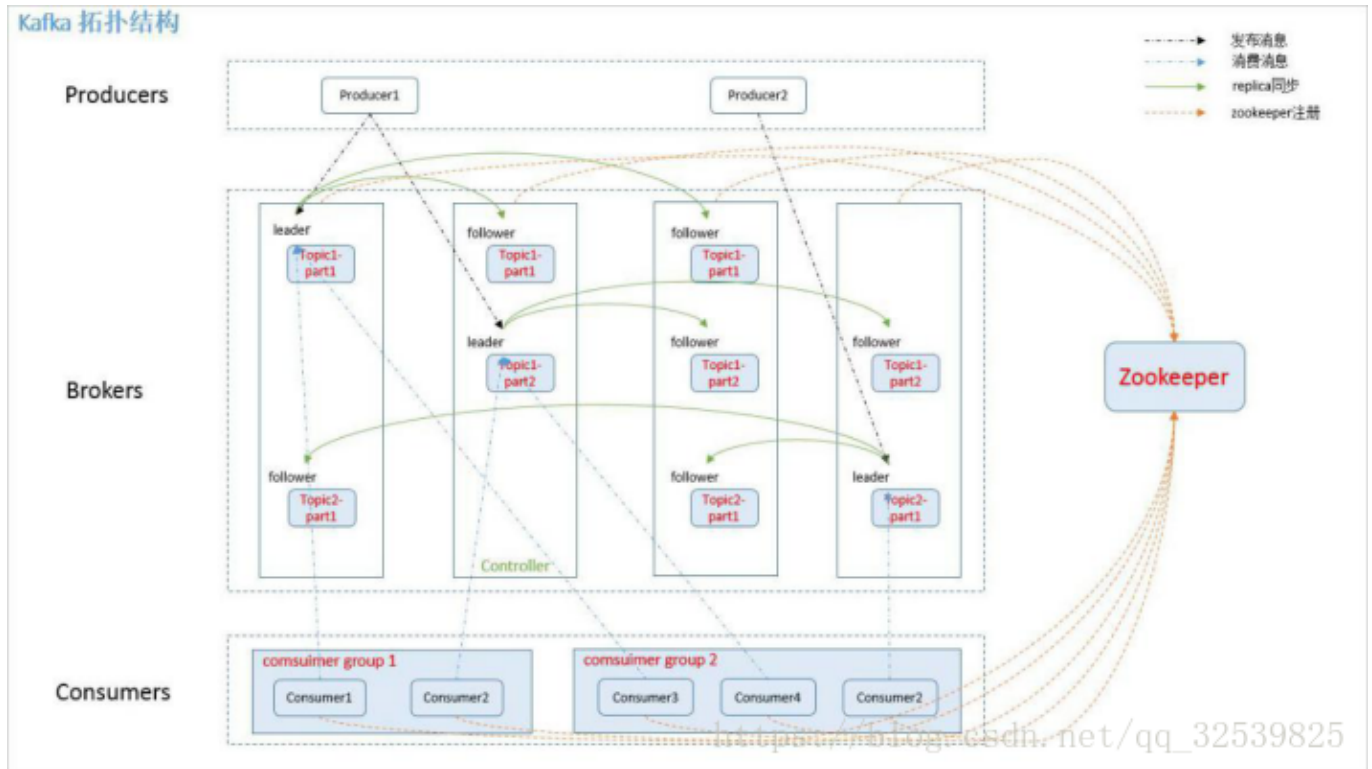 Kafka 拓扑结构
发布消息
消费消息
replica同步
zookeeper注册
Producers
Producer1
Producer2
leader
follower
follower
Topic1-
part1
Topic1-
part1
Topic1-
part1
leader
follower
follower
Topic1-
part2
Topic1-
part2
Topic1-
part2
Zookeeper
Brokers
follower
follower
leader
Topic2-
part1
Topic2-
part1
Topic2-
part1
Controller
Consumers
comsuimer group 1
comsuimer group 2
Consumer1
Consumer2
Consumer3
Consumer4
Consumer2
https://blog.csdn.net/qq_32539825